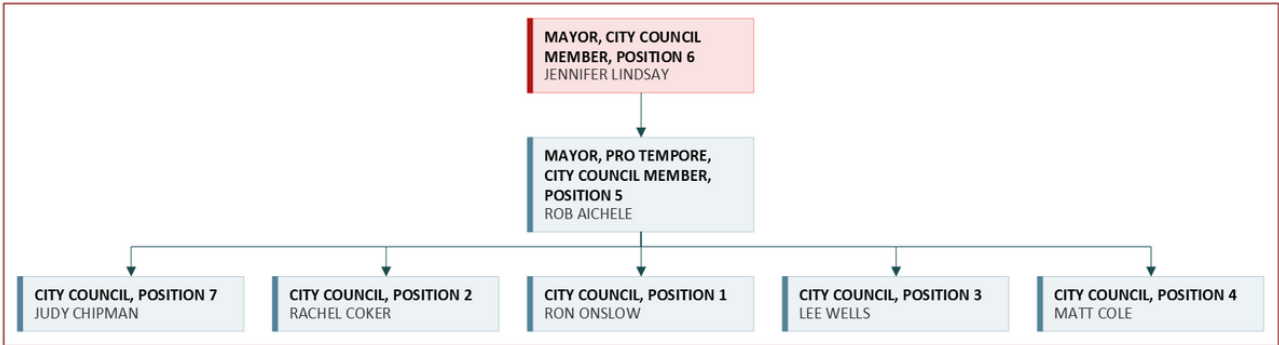 MAYOR, CITY COUNCIL
MEMBER, POSITION 6
JENNIFER LINDSAY
MAYOR, PRO TEMPORE,
CITY COUNCIL MEMBER,
POSITION 5
ROB AICHELE
CITY COUNCIL, POSITION 7
JUDY CHIPMAN
CITY COUNCIL, POSITION 2
RACHEL COKER
CITY COUNCIL, POSITION 1
RON ONSLOW
CITY COUNCIL, POSITION 3
LEE WELLS
CITY COUNCIL, POSITION 4
MATT COLE